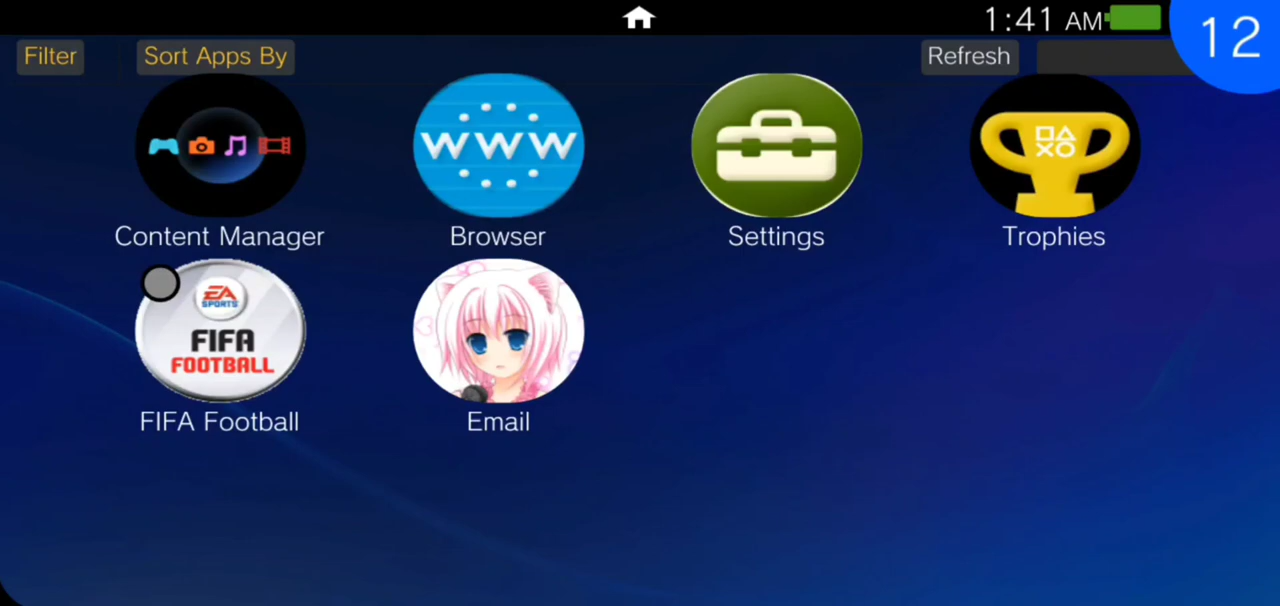 1:41 AM
12
Filter
Sort Apps By
Refresh
WWW
Content Manager
Browser
Settings
Trophies
EA
SPORTS
FIFA
FOOTBALL
FIFA Football
Email